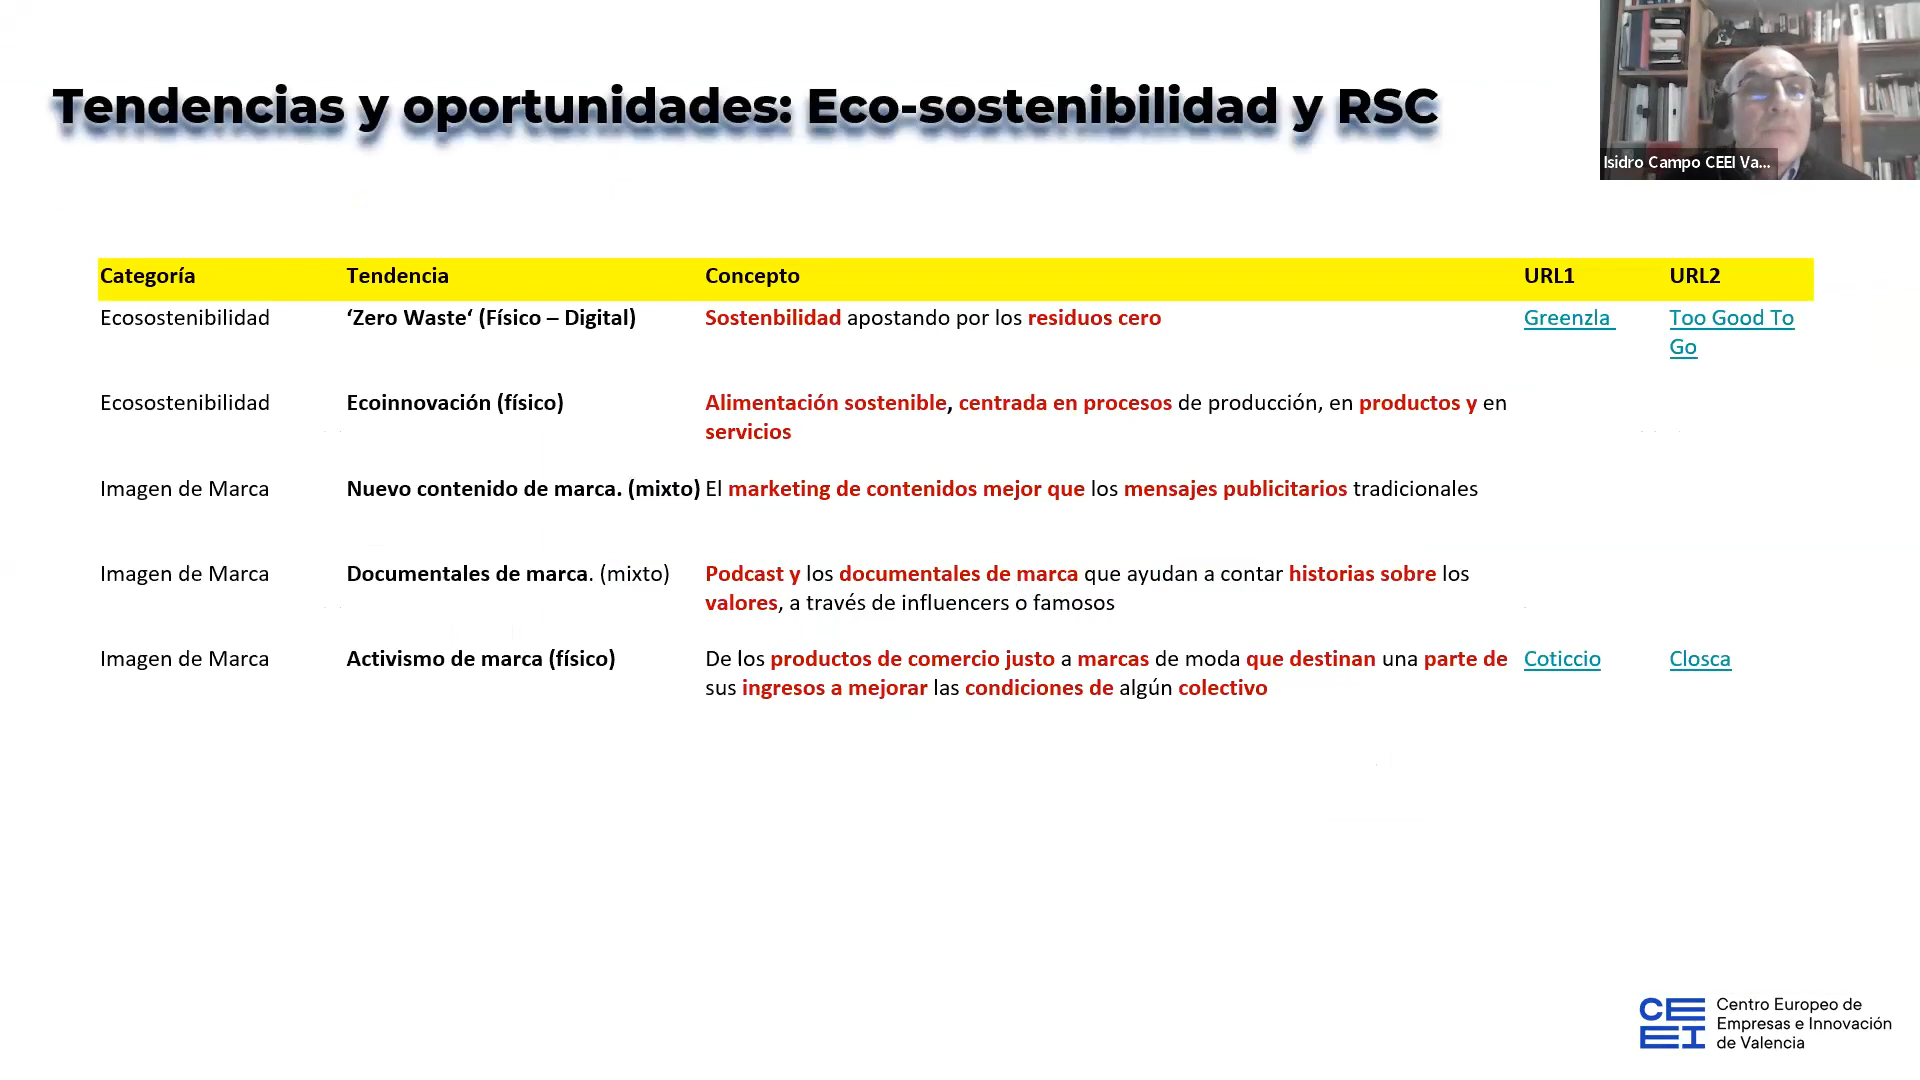 Tendencias y oportunidades: Eco-sostenibilidad y RSC
Isidro Campo CEEI Va...
Categoría Tendencia Concepto URL1 URL2
Ecosostenibilidad ‘Zero Waste‘ (Físico – Digital) Sostenbilidad apostando por los residuos cero Greenzla Too Good To
Go
Ecosostenibilidad Ecoinnovación (físico) Alimentación sostenible, centrada en procesos de producción, en productos y en
servicios
Imagen de Marca Nuevo contenido de marca. (mixto) El marketing de contenidos mejor que los mensajes publicitarios tradicionales
Imagen de Marca Documentales de marca. (mixto) Podcast y los documentales de marca que ayudan a contar historias sobre los
valores, a través de influencers o famosos
Imagen de Marca Activismo de marca (físico) De los productos de comercio justo a marcas de moda que destinan una parte de Coticcio Closca
sus ingresos a mejorar las condiciones de algún colectivo
CEEI
Centro Europeo de
Empresas e Innovación
de Valencia